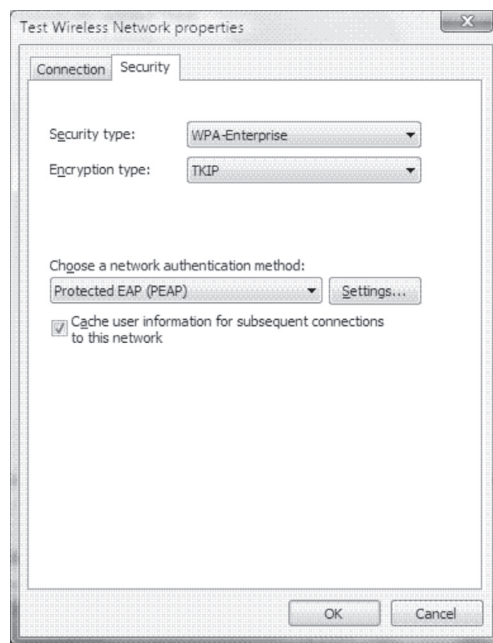 Test Wireless Network properties
X
Connection Security
Security type: WPA-Enterprise
Encryption type: TKIP
Choose a network authentication method:
Protected EAP (PEAP) Settings...
Cache user information for subsequent connections
to this network
OK Cancel